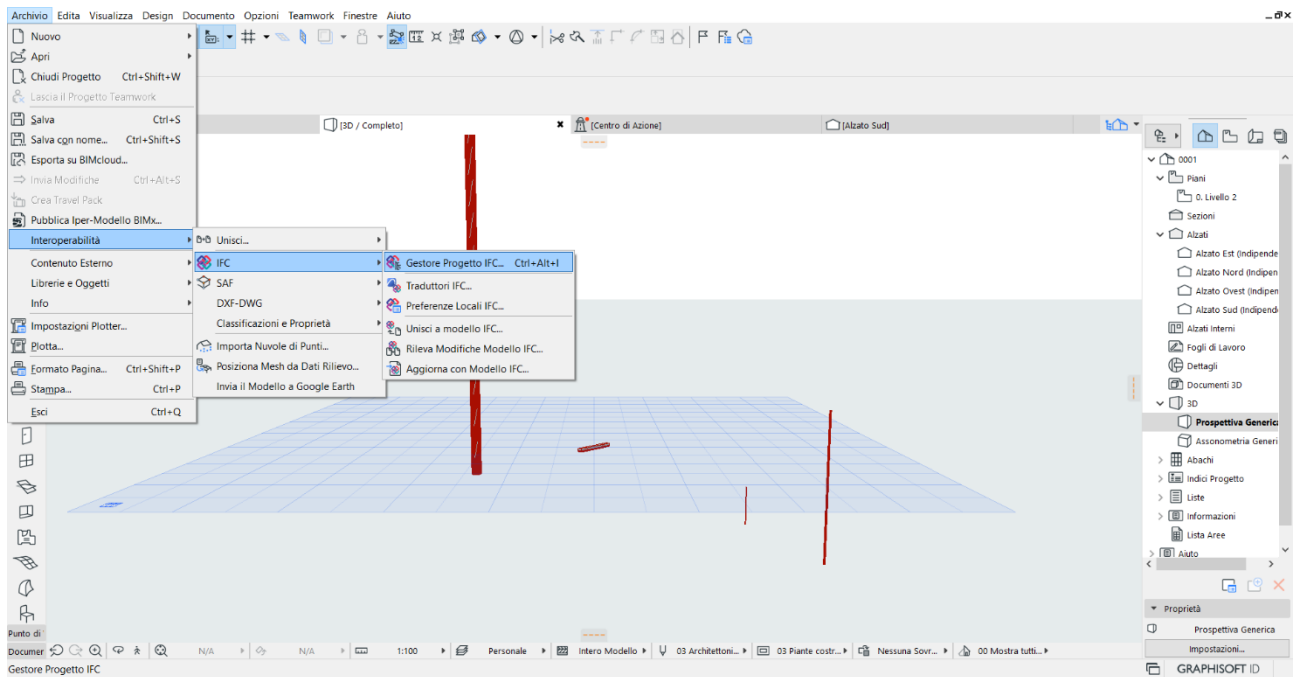 Archivio Edita Visualizza Design Documento Opzioni Teamwork Finestre Aiuto
Nuovo
Apri
Chiudi Progetto Ctrl+Shift+W
Lascia il Progetto Teamwork
Salva Ctrl+S
Salva con nome... Ctrl+Shift+S
Esporta su BIMcloud...
Invia Modifiche Ctrl+Alt+S
Crea Travel Pack
Pubblica Iper-Modello BIMx...
Interoperabilità
Contenuto Esterno
Librerie e Oggetti
Info
Impostazioni Plotter...
Plotta...
Formato Pagina... Ctrl+Shift+P
Stampa... Ctrl+P
Esci Ctrl+Q
Unisci...
IFC
SAF
DXF-DWG
Classificazioni e Proprietà
Importa Nuvole di Punti...
Posiziona Mesh da Dati Rilievo...
Invia il Modello a Google Earth
Gestore Progetto IFC... Ctrl+Alt+I
Traduttori IFC...
Preferenze Locali IFC...
Unisci a modello IFC...
Rileva Modifiche Modello IFC...
Aggiorna con Modello IFC...
[3D / Completo]
[Centro di Azione]
[Alzato Sud]
0001
Piani
0. Livello 2
Sezioni
Alzati
Alzato Est (Indipende
Alzato Nord (Indipen
Alzato Ovest (Indipen
Alzato Sud (Indipend
Alzati Interni
Fogli di Lavoro
Dettagli
Documenti 3D
3D
Prospettiva Generica
Assonometria Generi
Abachi
Indici Progetto
Liste
Informazioni
Lista Aree
Aiuto
Proprietà
Prospettiva Generica
Impostazioni...
GRAPHISOFT ID
Punto di
Documer N/A N/A 1:100 Personale Intero Modello 03 Architettoni... 03 Piante costr... Nessuna Sovr... 00 Mostra tutti...
Gestore Progetto IFC